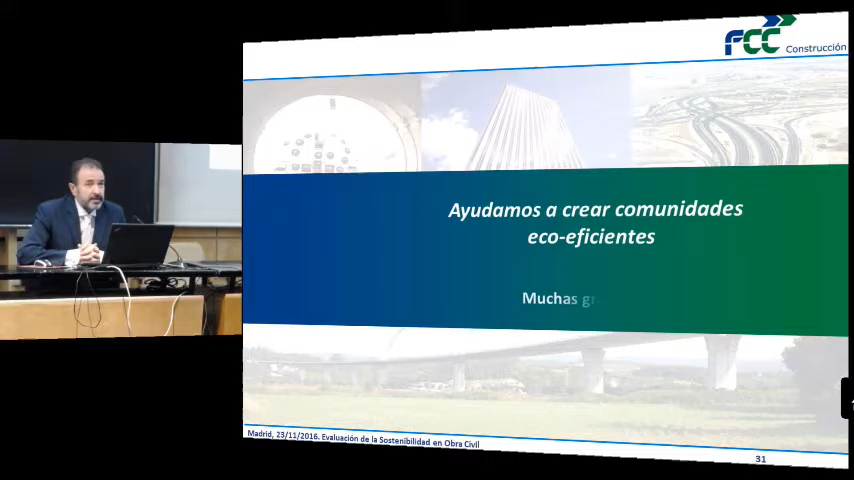 FCC
Construcción
Ayudamos a crear comunidades
eco-eficientes
Muchas
Madrid, 23/11/2016. Evaluación de la Sostenibilidad en Obra Civil
31